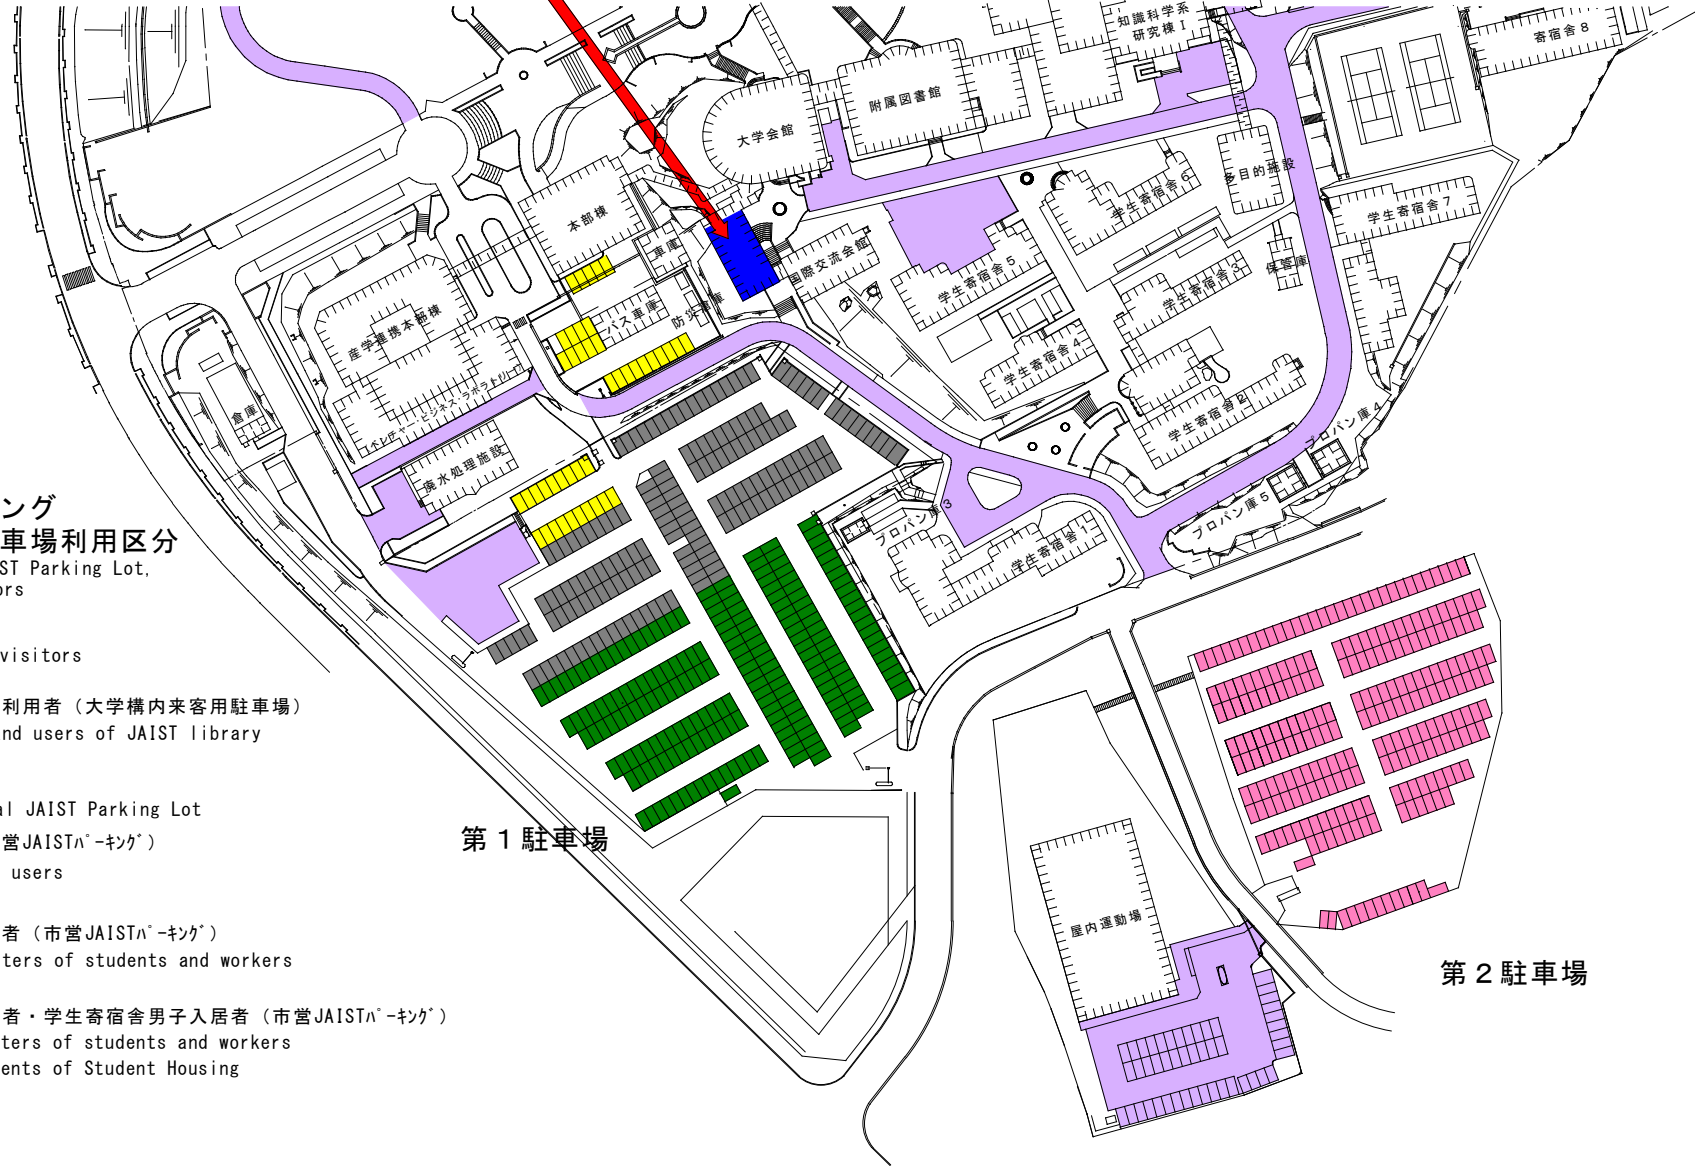 知識科学系
研究棟Ⅰ
寄宿舎8
附属図書館
大学会館
多目的施設
学生寄宿舎6
学生寄宿舎7
本部棟
車庫
国際交流会館
学生寄宿舎5
学生寄宿舎3
保管庫
産学連携本部棟
バス車庫
防災倉庫
学生寄宿舎4
ベンチャー・ビジネス・ラボラトリー
倉庫
学生寄宿舎2
プロパン庫4
廃水処理施設
プロパン庫5
プロパン庫3
学生寄宿舎1
ング
車場利用区分
ST Parking Lot,
ors
visitors
利用者（大学構内来客用駐車場）
nd users of JAIST library
al JAIST Parking Lot
営JAISTﾊﾟｰｷﾝｸﾞ）
users
第1駐車場
者（市営JAISTﾊﾟｰｷﾝｸﾞ）
ters of students and workers
屋内運動場
第2駐車場
者・学生寄宿舎男子入居者（市営JAISTﾊﾟｰｷﾝｸﾞ）
ters of students and workers
ents of Student Housing